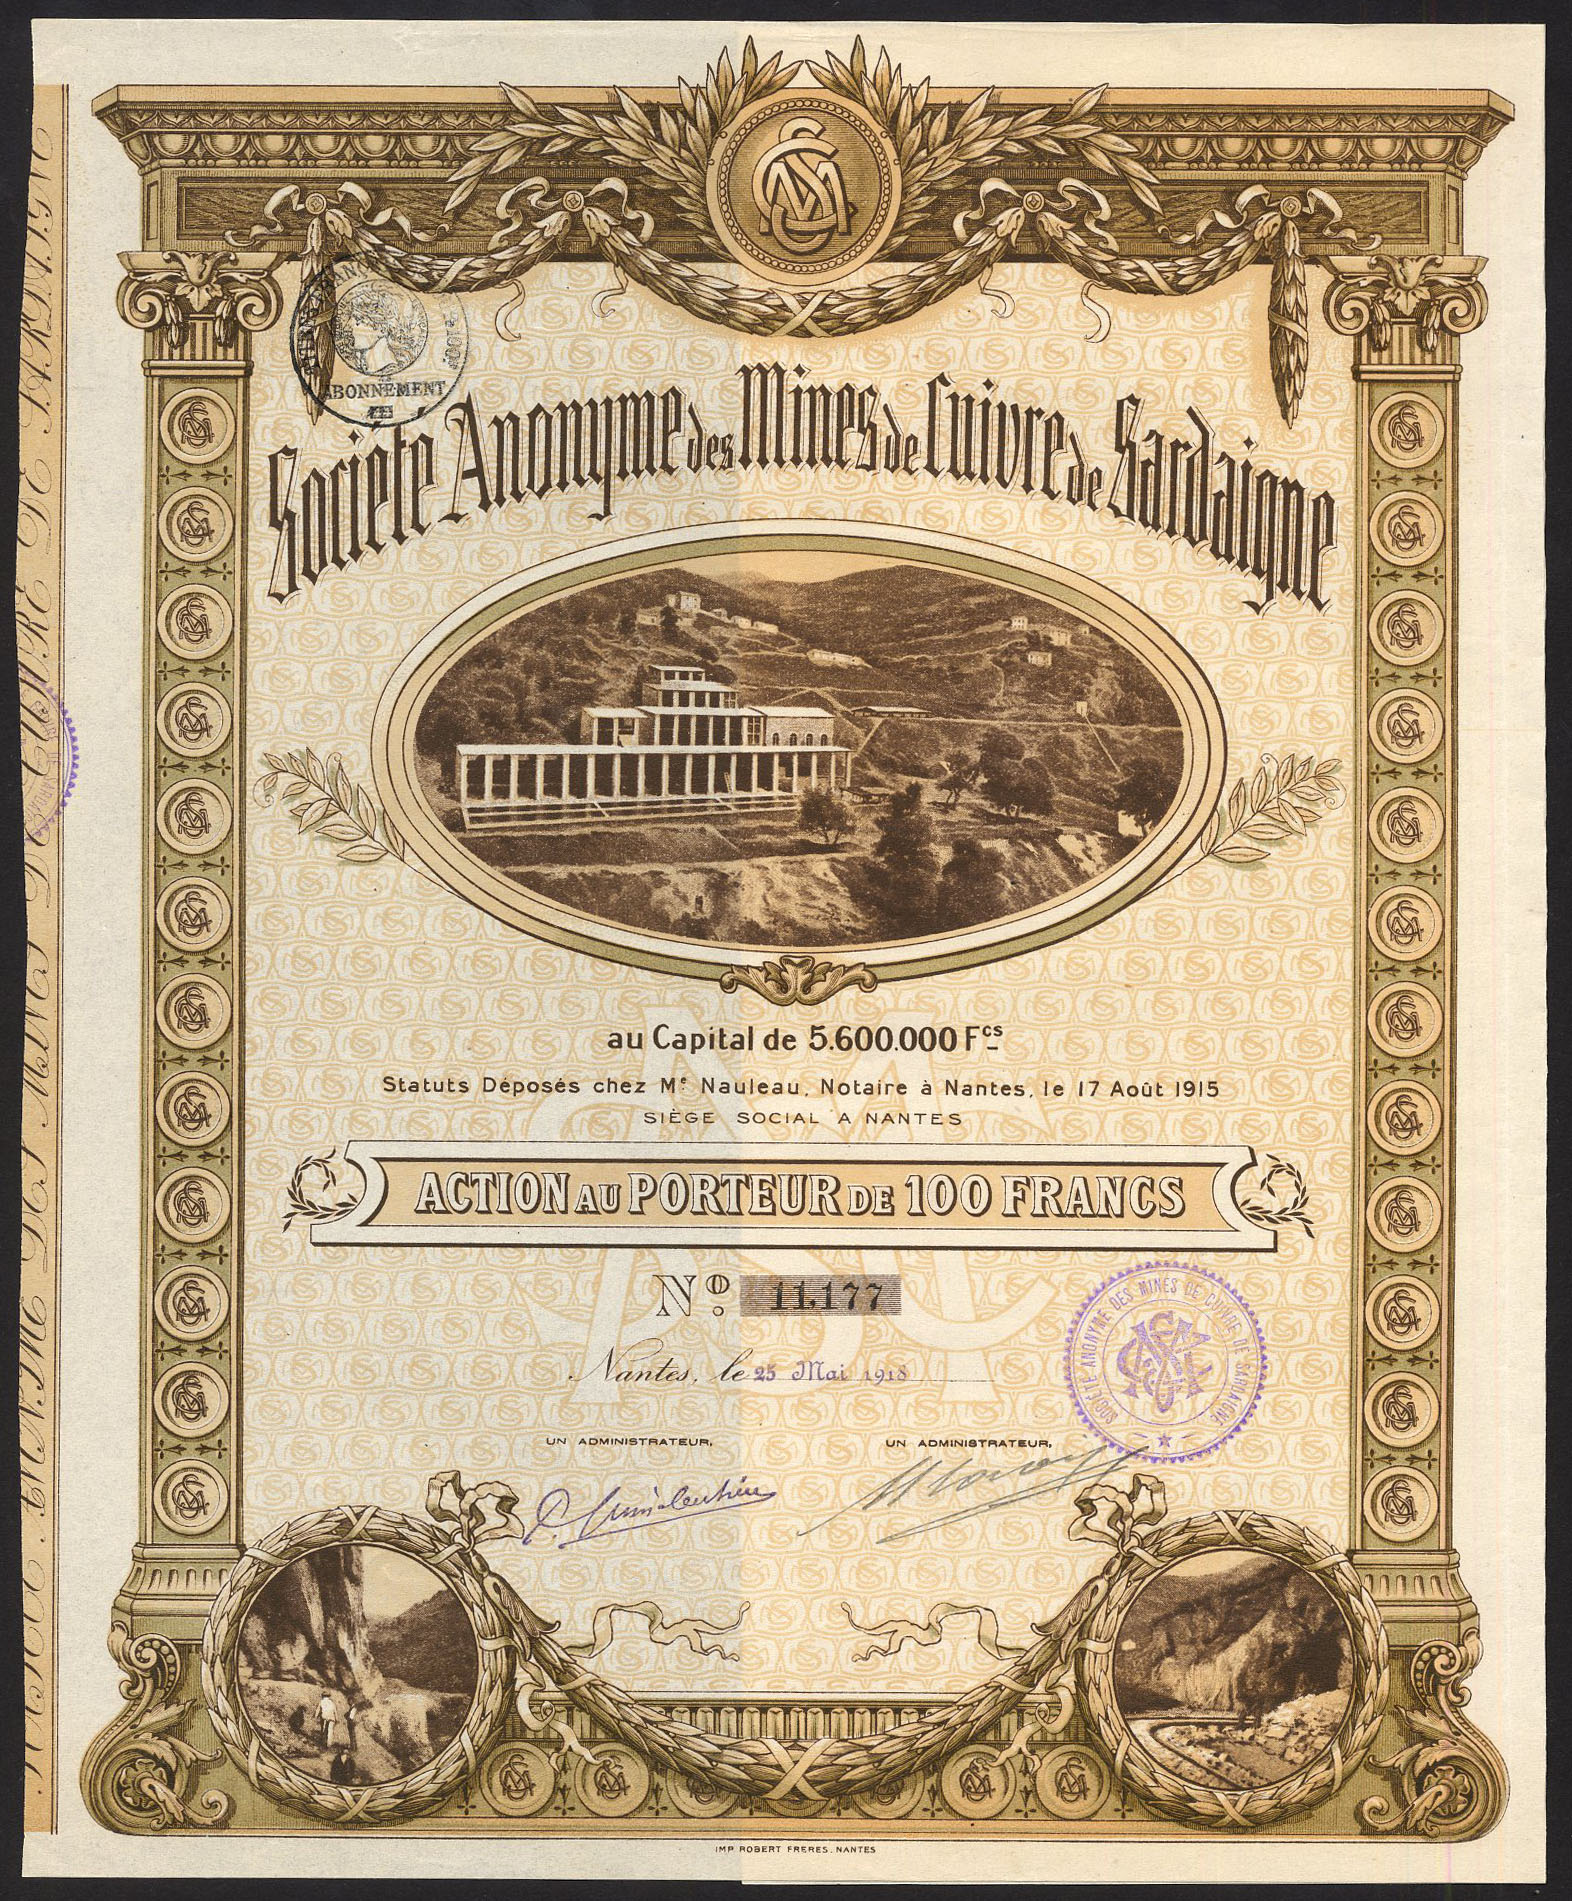 SCM
TIMBRE FRANÇ
ABONNEMENT
Société Anonyme des Mines de Cuivre de Sardaigne
au Capital de 5.600.000 Fcs
Statuts Déposés chez Me Nauleau, Notaire à Nantes, le 17 Août 1915
SIÈGE SOCIAL A NANTES
ACTION AU PORTEUR DE 100 FRANCS
No. 11,177
Nantes, le 25 Mai 1918
SOCIÉTÉ ANONYME DES MINES DE CUIVRE DE SARDAIGNE
UN ADMINISTRATEUR,
UN ADMINISTRATEUR,
IMP ROBERT FRERES. NANTES